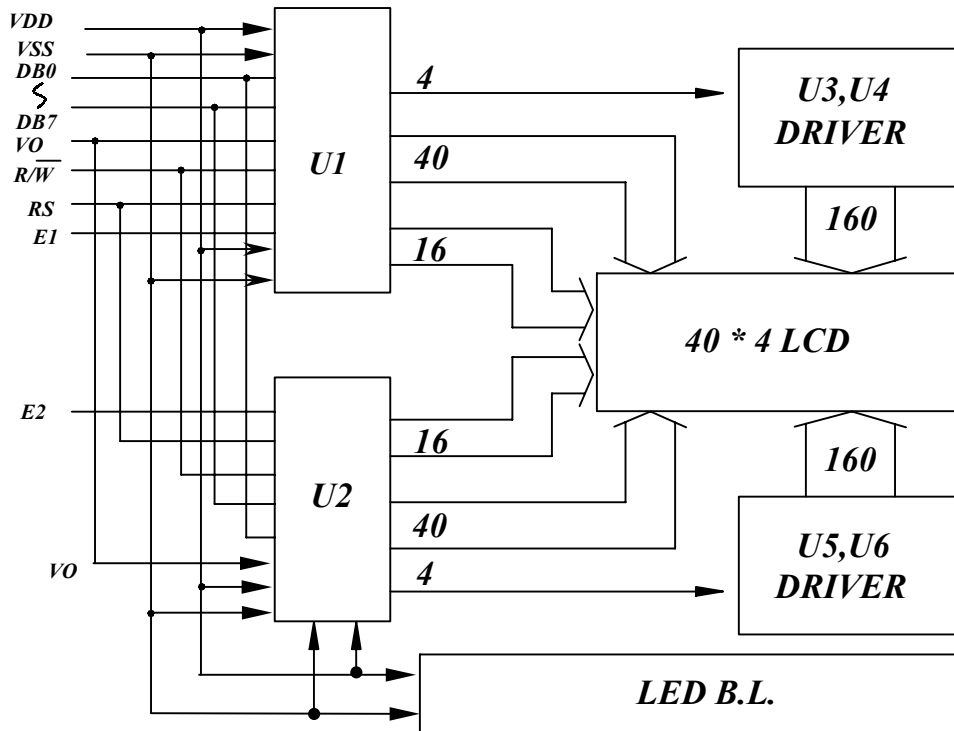 VDD
VSS
DB0
DB7
VO
R/W̅
RS
E1
U1
4
40
16
U3,U4
DRIVER
160
40 * 4 LCD
E2
VO
U2
16
40
4
160
U5,U6
DRIVER
LED B.L.